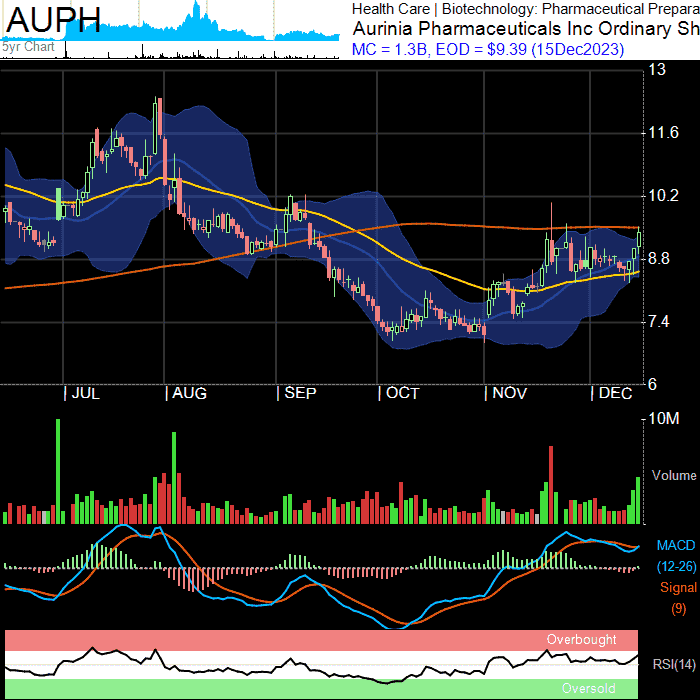 AUPH
5yr Chart
Health Care | Biotechnology: Pharmaceutical Prepara
Aurinia Pharmaceuticals Inc Ordinary Sh
MC = 1.3B, EOD = $9.39 (15Dec2023)
13
11.6
10.2
8.8
7.4
6
JUL AUG SEP OCT NOV DEC
10M
Volume
MACD
(12-26)
Signal
(9)
Overbought
RSI(14)
Oversold